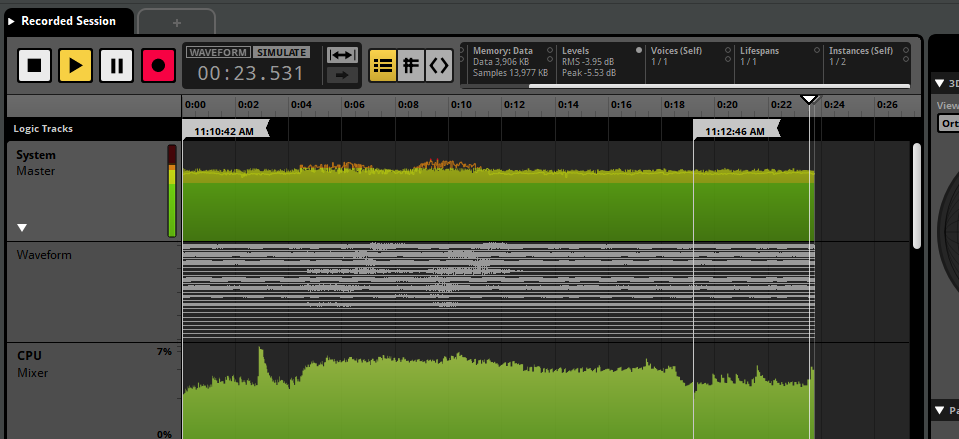 Recorded Session
+
WAVEFORM SIMULATE
00:23.531
Memory: Data
Data 3,906 KB
Samples 13,977 KB
Levels
RMS -3.95 dB
Peak -5.53 dB
Voices (Self)
1 / 1
Lifespans
1 / 1
Instances (Self)
1 / 2
3D
View
Ort
0:00 0:02 0:04 0:06 0:08 0:10 0:12 0:14 0:16 0:18 0:20 0:22 0:24 0:26
Logic Tracks
11:10:42 AM
11:12:46 AM
System
Master
Waveform
CPU
Mixer
7%
0%
Pa